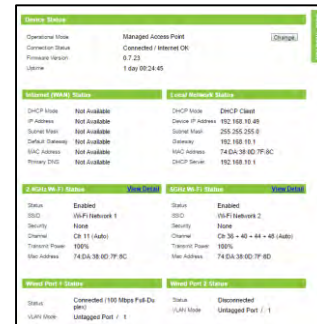 Device Status
Operational Mode Managed Access Point Change
Connection Status Connected / Internet OK
Firmware Version 0.7.23
Uptime 1 day 00:24:45
Internet (WAN) Status
DHCP Mode Not Available
IP Address Not Available
Subnet Mask Not Available
Default Gateway Not Available
MAC Address Not Available
Primary DNS Not Available
Local Network Status
DHCP Mode DHCP Client
Device IP Address 192.168.10.49
Subnet Mask 255.255.255.0
Gateway 192.168.10.1
MAC Address 74:DA:38:0D:7F:8C
DHCP Server 192.168.10.1
2.4GHz Wi-Fi Status View Detail
Status Enabled
SSID Wi-Fi Network 1
Security None
Channel Ch 11 (Auto)
Transmit Power 100%
Mac Address 74:DA:38:0D:7F:8C
5GHz Wi-Fi Status View Detail
Status Enabled
SSID Wi-Fi Network 2
Security None
Channel Ch 36 + 40 + 44 + 48 (Auto)
Transmit Power 100%
Mac Address 74:DA:38:0D:7F:8D
Wired Port 1 Status
Status Connected (100 Mbps Full-Du
plex)
VLAN Mode Untagged Port / 1
Wired Port 2 Status
Status Disconnected
VLAN Mode Untagged Port / 1